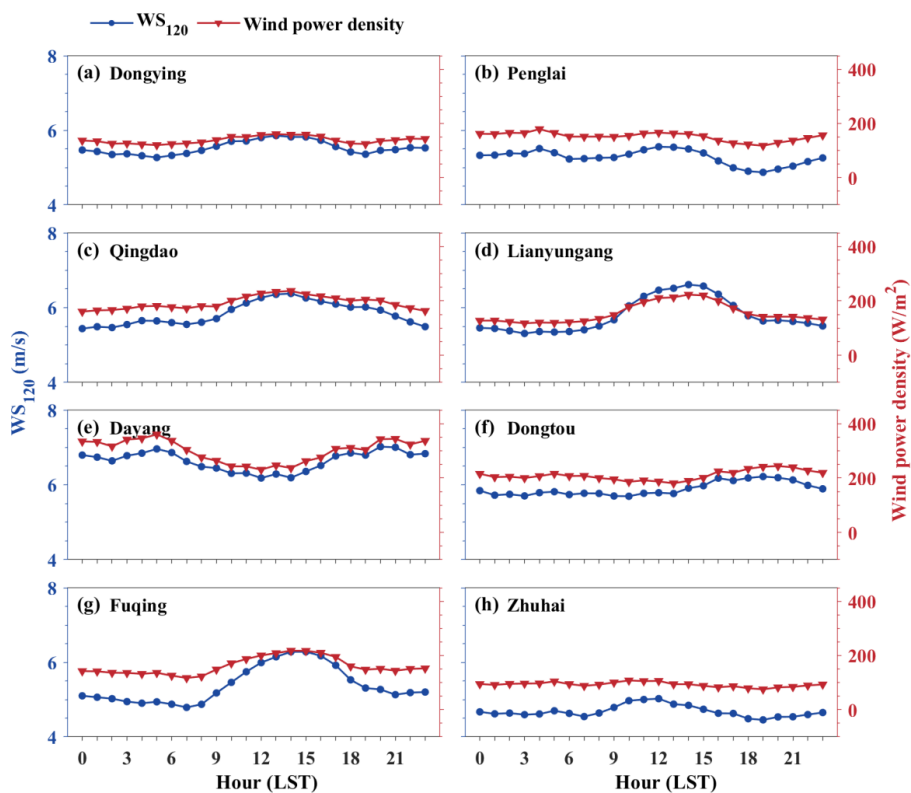 WS120 Wind power density
(a) Dongying
(b) Penglai
(c) Qingdao
(d) Lianyungang
(e) Dayang
(f) Dongtou
(g) Fuqing
(h) Zhuhai
8
6
4
8
6
4
8
6
4
8
6
4
400
200
0
400
200
0
400
200
0
400
200
0
WS120 (m/s)
Wind power density (W/m2)
0 3 6 9 12 15 18 21
0 3 6 9 12 15 18 21
Hour (LST)
Hour (LST)